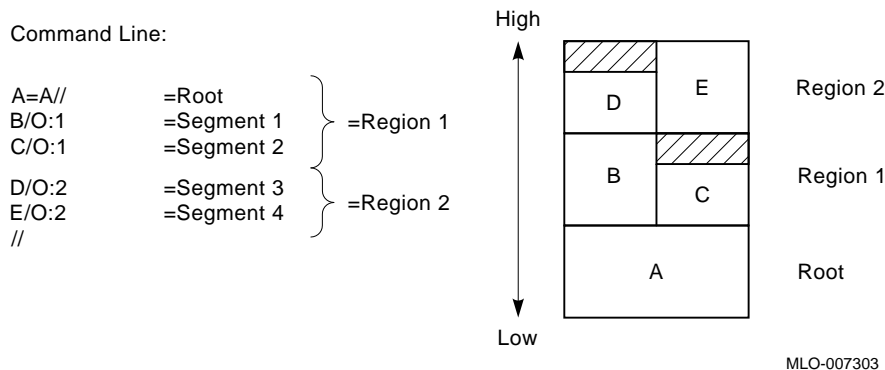 Command Line:
A=A// =Root
B/O:1 =Segment 1
C/O:1 =Segment 2
=Region 1
D/O:2 =Segment 3
E/O:2 =Segment 4
=Region 2
//
High
D
E
Region 2
B
C
Region 1
A
Root
Low
MLO-007303